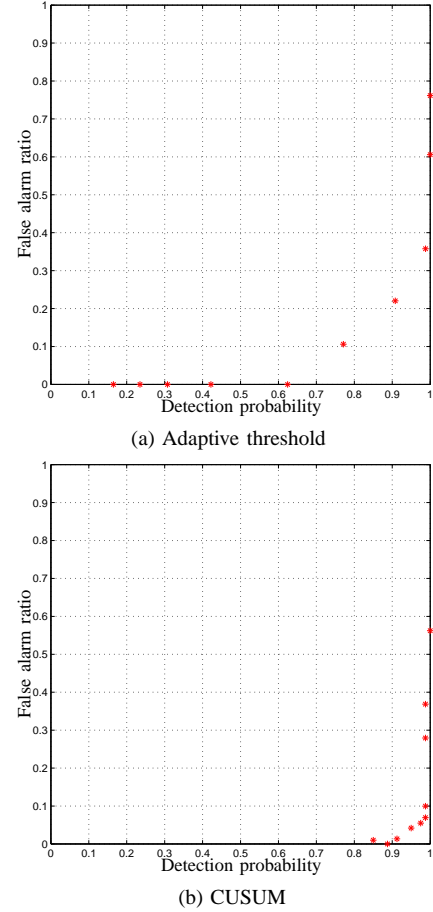 1
0.9
0.8
0.7
0.6
0.5
0.4
0.3
0.2
0.1
0
False alarm ratio
0 0.1 0.2 0.3 0.4 0.5 0.6 0.7 0.8 0.9 1
Detection probability
(a) Adaptive threshold
1
0.9
0.8
0.7
0.6
0.5
0.4
0.3
0.2
0.1
0
False alarm ratio
0 0.1 0.2 0.3 0.4 0.5 0.6 0.7 0.8 0.9 1
Detection probability
(b) CUSUM